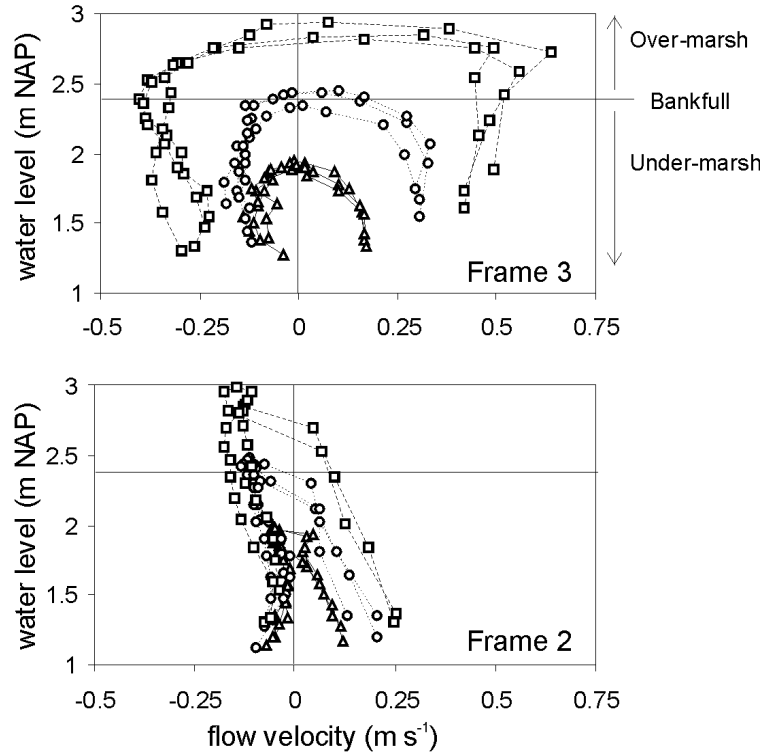 3
2.5
2
1.5
1
water level (m NAP)
-0.5
-0.25
0
0.25
0.5
0.75
Frame 3
Over-marsh
Bankfull
Under-marsh
3
2.5
2
1.5
1
water level (m NAP)
-0.5
-0.25
0
0.25
0.5
0.75
Frame 2
flow velocity (m s-1)